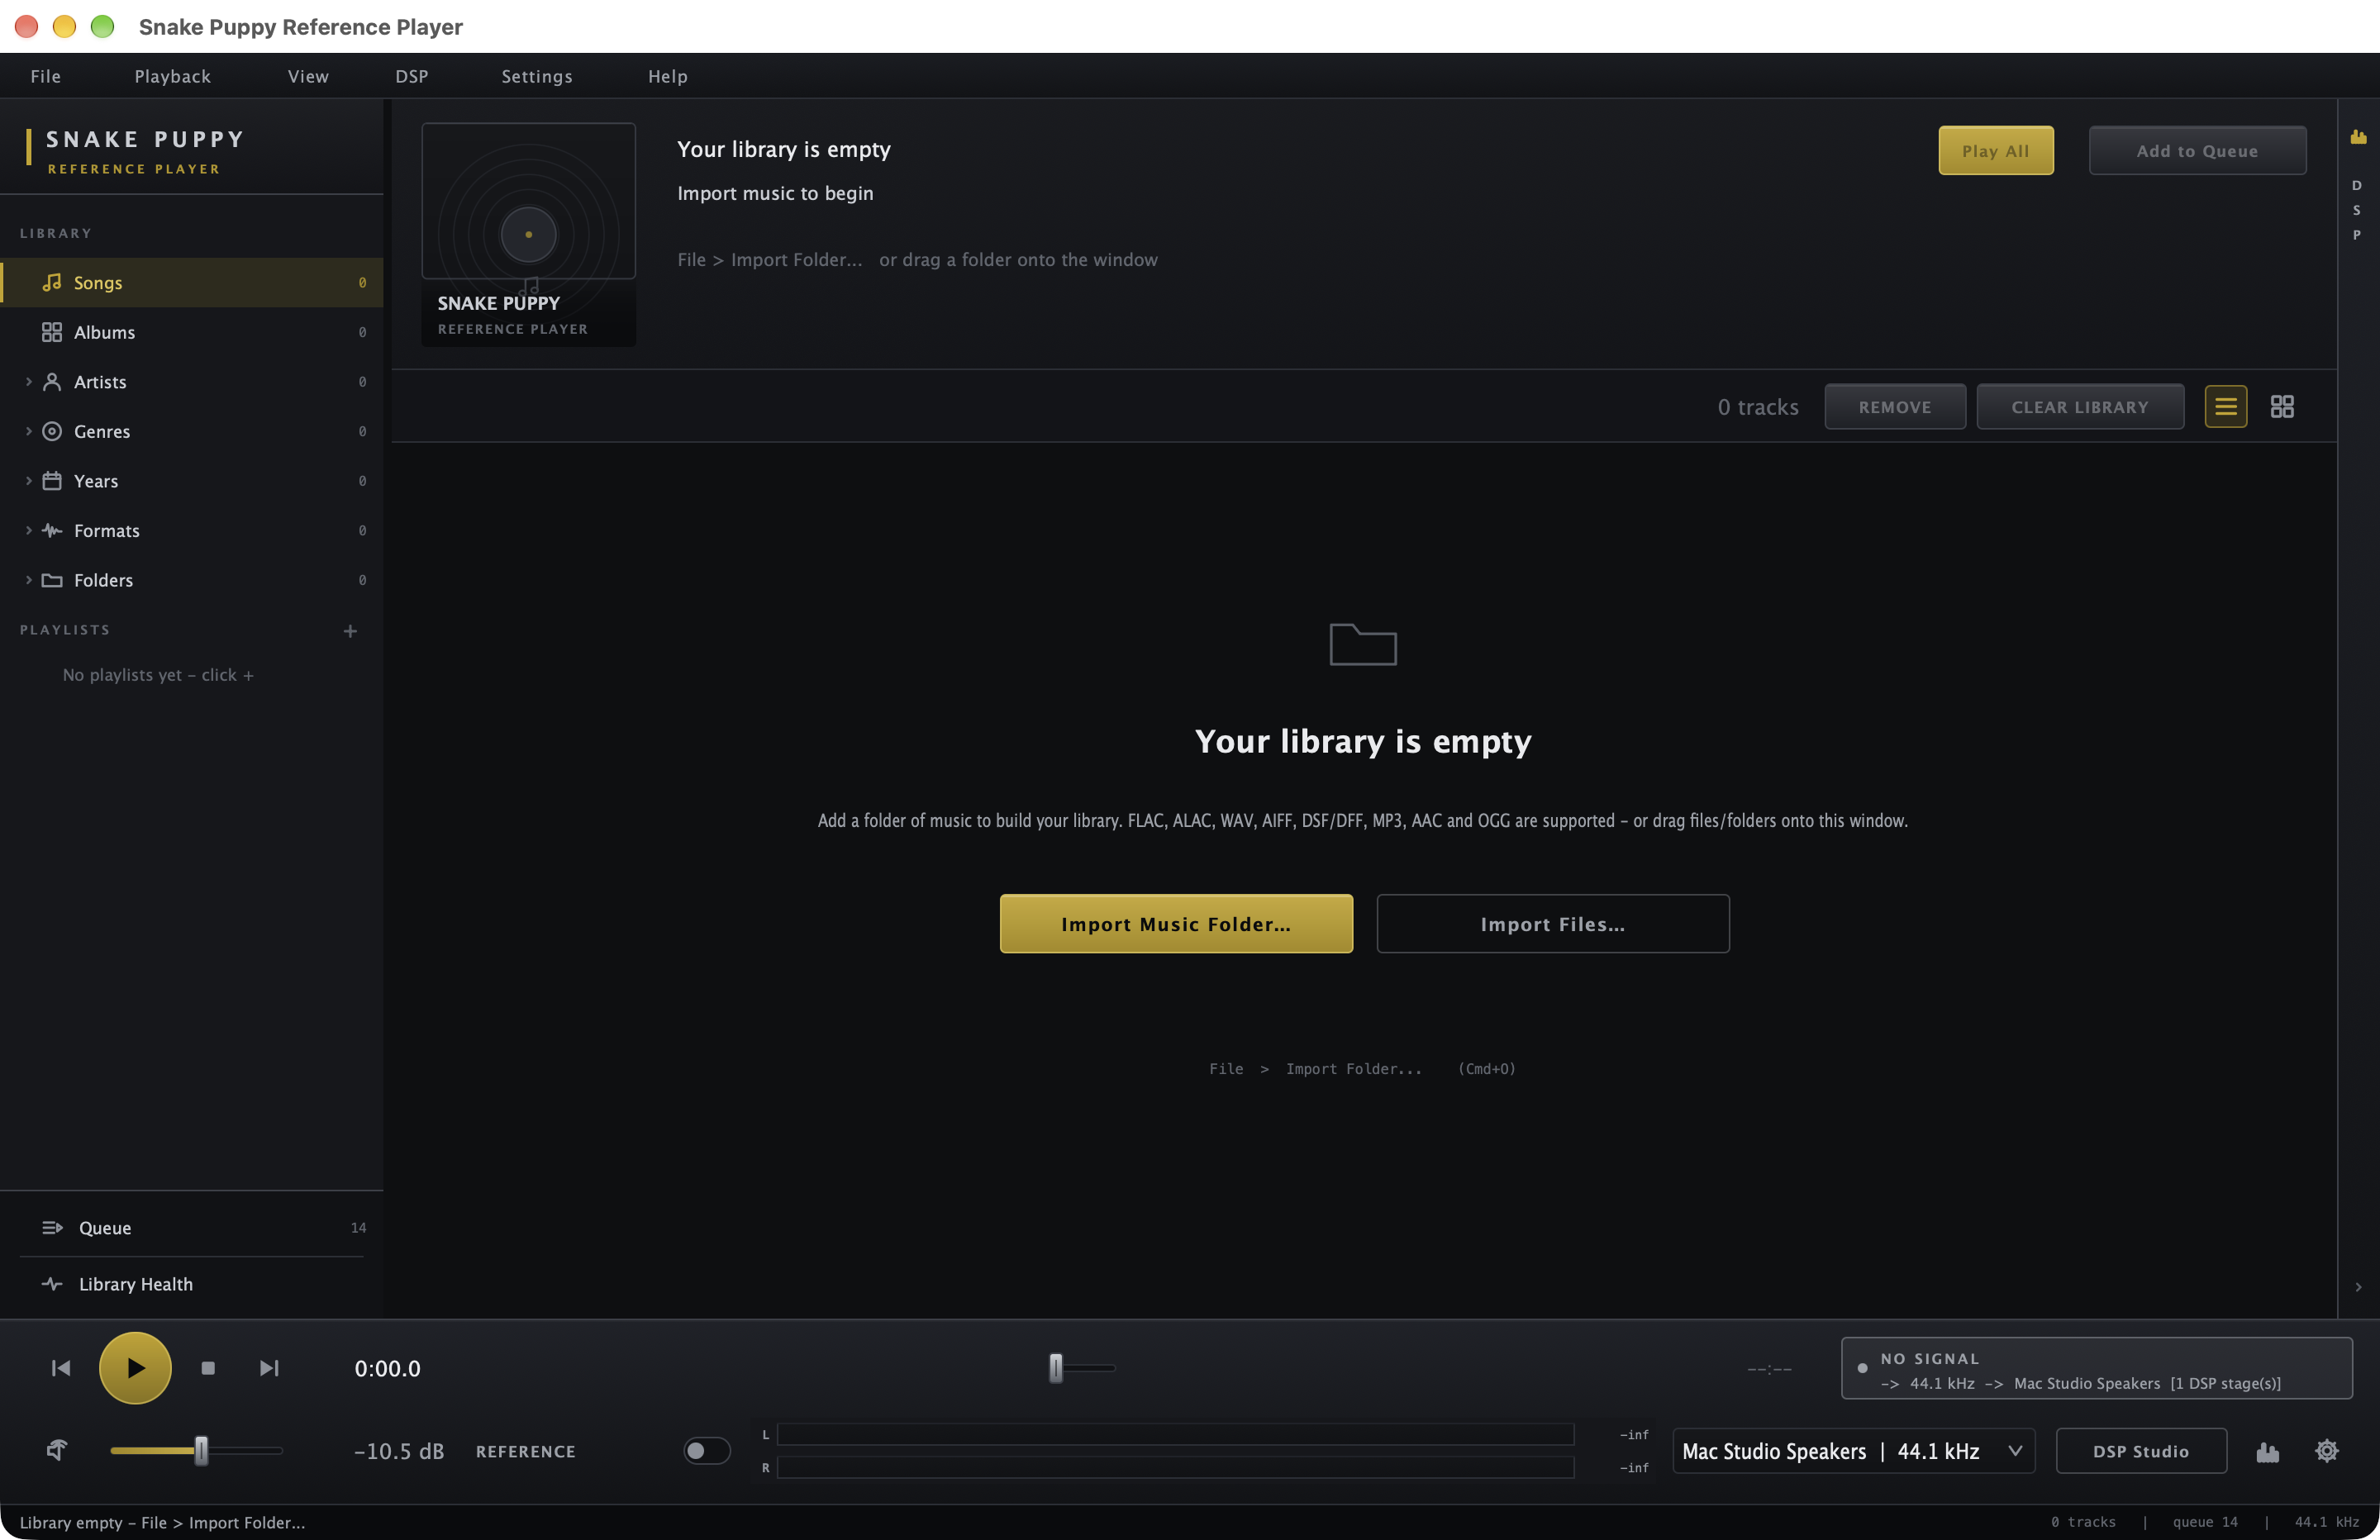 Snake Puppy Reference Player
File Playback View DSP Settings Help
SNAKE PUPPY
REFERENCE PLAYER
LIBRARY
Songs 0
Albums 0
Artists 0
Genres 0
Years 0
Formats 0
Folders 0
PLAYLISTS +
No playlists yet – click +
Queue 14
Library Health
SNAKE PUPPY
REFERENCE PLAYER
Your library is empty
Import music to begin
File > Import Folder... or drag a folder onto the window
Play All Add to Queue
D
S
P
0 tracks REMOVE CLEAR LIBRARY
Your library is empty
Add a folder of music to build your library. FLAC, ALAC, WAV, AIFF, DSF/DFF, MP3, AAC and OGG are supported – or drag files/folders onto this window.
Import Music Folder... Import Files...
File > Import Folder... (Cmd+O)
0:00.0 --:--
NO SIGNAL
-> 44.1 kHz -> Mac Studio Speakers [1 DSP stage(s)]
-10.5 dB REFERENCE
L -inf
R -inf
Mac Studio Speakers | 44.1 kHz
DSP Studio
Library empty – File > Import Folder...
0 tracks | queue 14 | 44.1 kHz